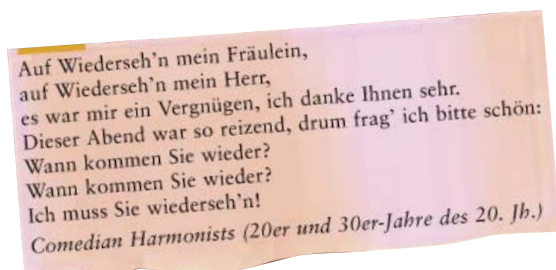 Auf Wiederseh'n mein Fräulein,
auf Wiederseh'n mein Herr,
es war mir ein Vergnügen, ich danke Ihnen sehr.
Dieser Abend war so reizend, drum frag' ich bitte schön:
Wann kommen Sie wieder?
Wann kommen Sie wieder?
Ich muss Sie wiederseh'n!
Comedian Harmonists (20er und 30er-Jahre des 20. Jh.)